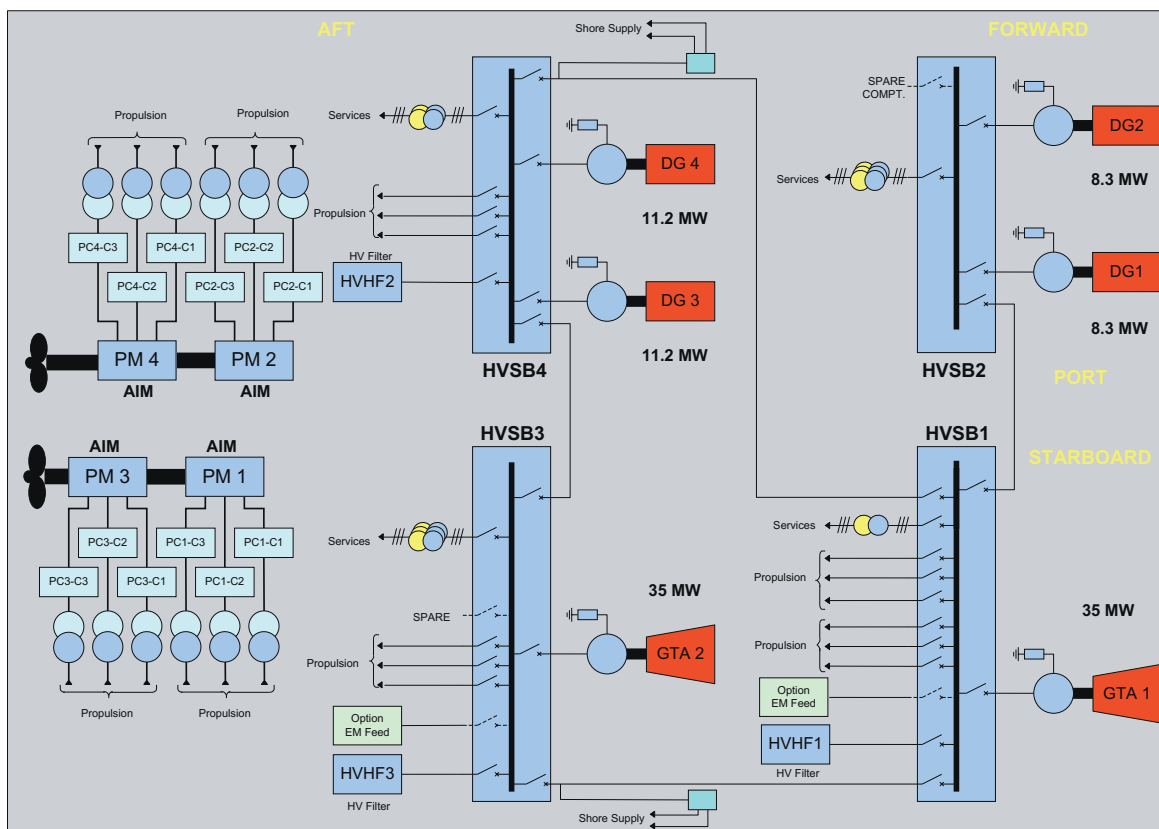 AFT
FORWARD
Shore Supply
SPARE
COMPT.
DG2
8.3 MW
Services
DG 4
11.2 MW
Services
Propulsion
Propulsion
Propulsion
HV Filter
HVHF2
DG 3
11.2 MW
DG1
8.3 MW
PC4-C3
PC4-C1
PC2-C2
PC4-C2
PC2-C3
PC2-C1
PM 4
PM 2
AIM
AIM
HVSB4
HVSB2
PORT
HVSB3
HVSB1
STARBOARD
AIM
AIM
PM 3
PM 1
PC3-C2
PC1-C3
PC1-C1
PC3-C3
PC3-C1
PC1-C2
Propulsion
Propulsion
Services
SPARE
Propulsion
Option
EM Feed
HVHF3
HV Filter
35 MW
GTA 2
Services
Propulsion
Propulsion
Option
EM Feed
HVHF1
HV Filter
35 MW
GTA 1
Shore Supply